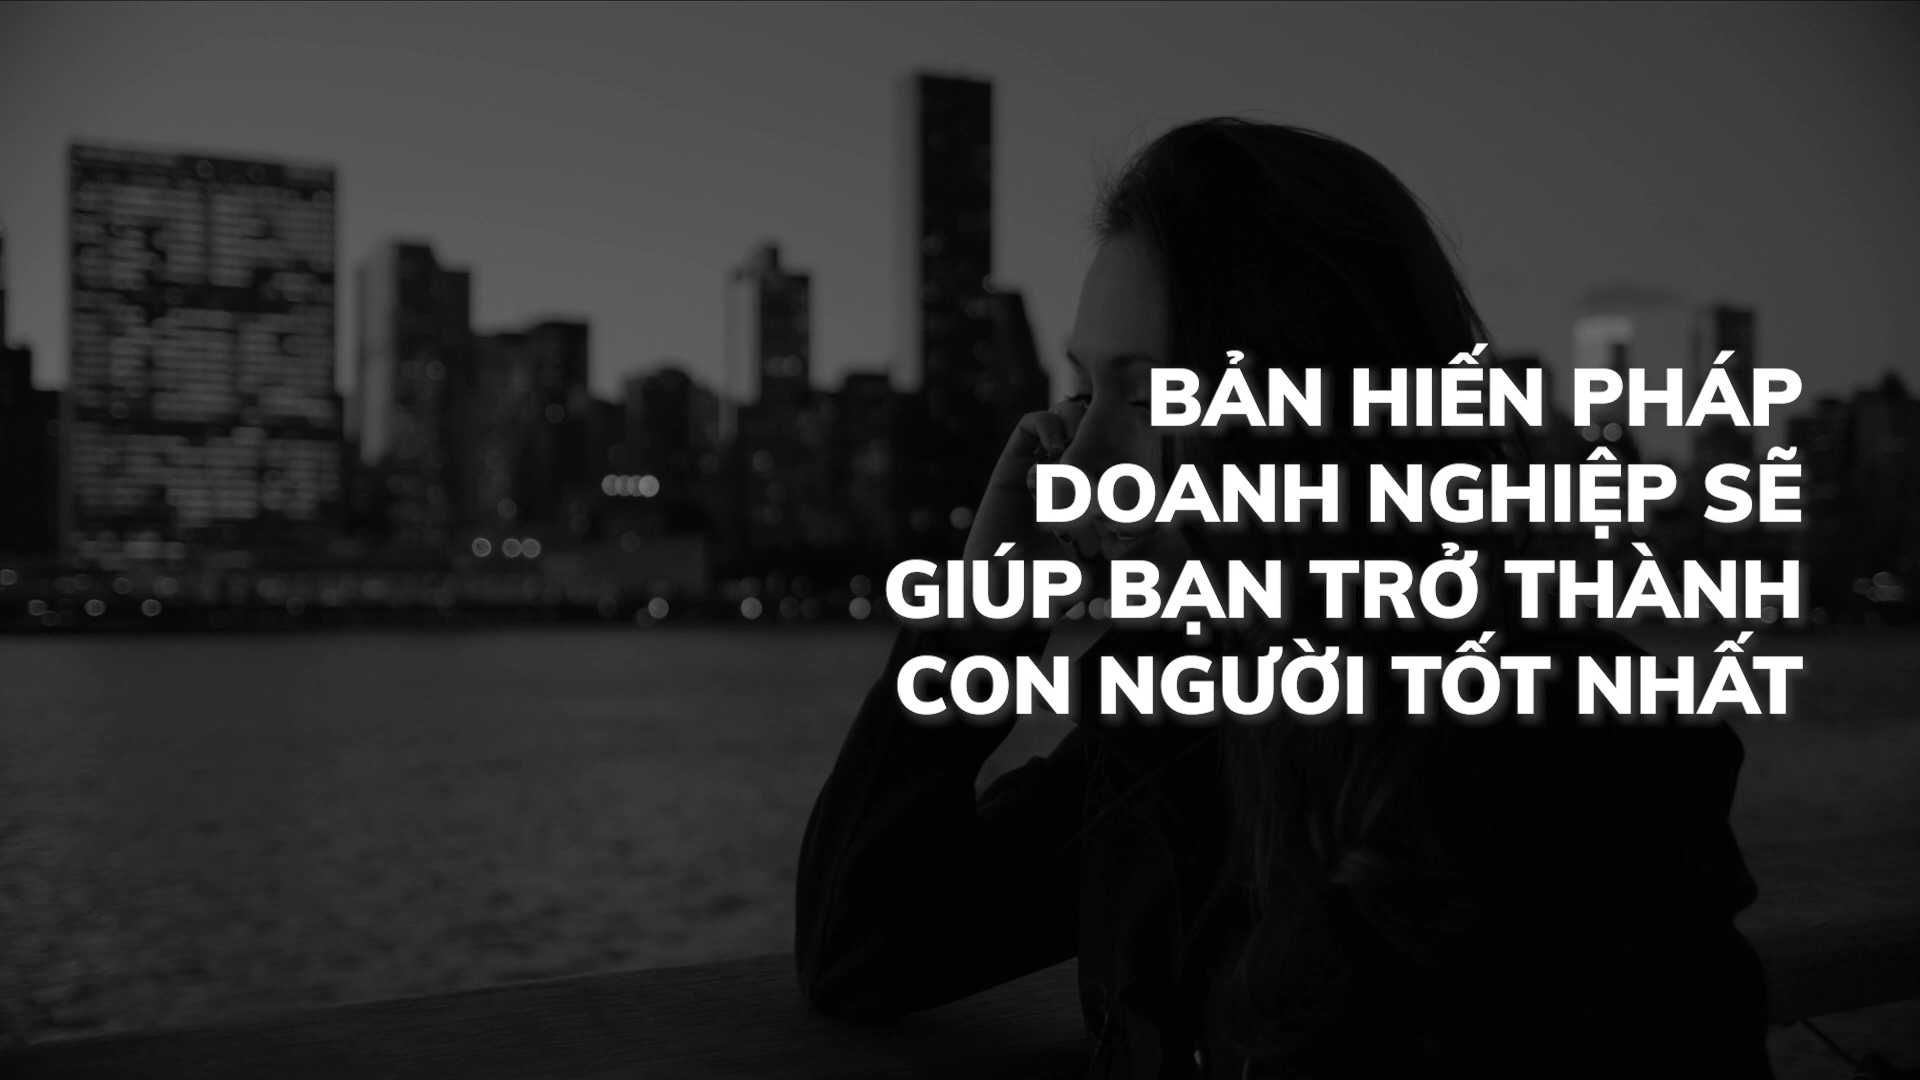 BẢN HIẾN PHÁP
DOANH NGHIỆP SẼ
GIÚP BẠN TRỞ THÀNH
CON NGƯỜI TỐT NHẤT